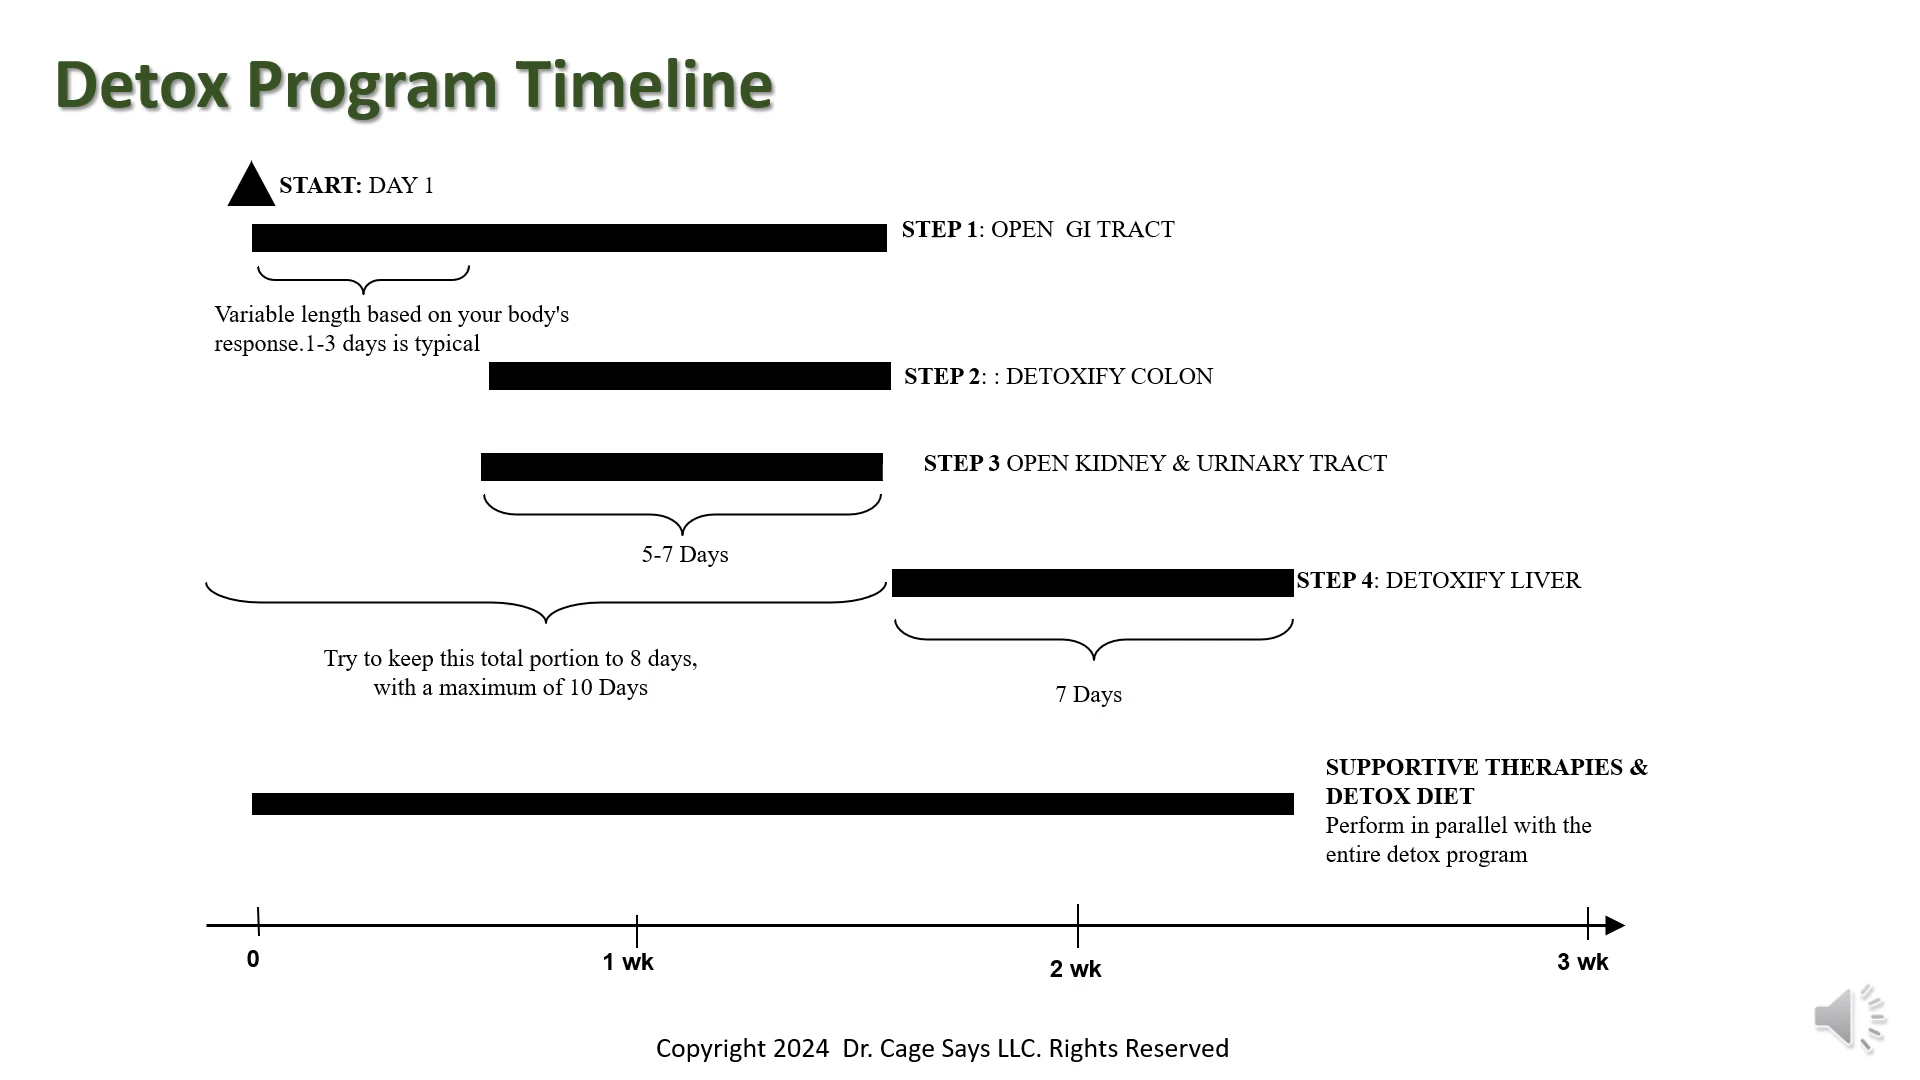 Detox Program Timeline
START: DAY 1
STEP 1: OPEN  GI TRACT
Variable length based on your body's
response.1-3 days is typical
STEP 2: : DETOXIFY COLON
STEP 3 OPEN KIDNEY & URINARY TRACT
5-7 Days
STEP 4: DETOXIFY LIVER
Try to keep this total portion to 8 days,
with a maximum of 10 Days
7 Days
SUPPORTIVE THERAPIES &
DETOX DIET
Perform in parallel with the
entire detox program
0
1 wk
2 wk
3 wk
Copyright 2024  Dr. Cage Says LLC. Rights Reserved